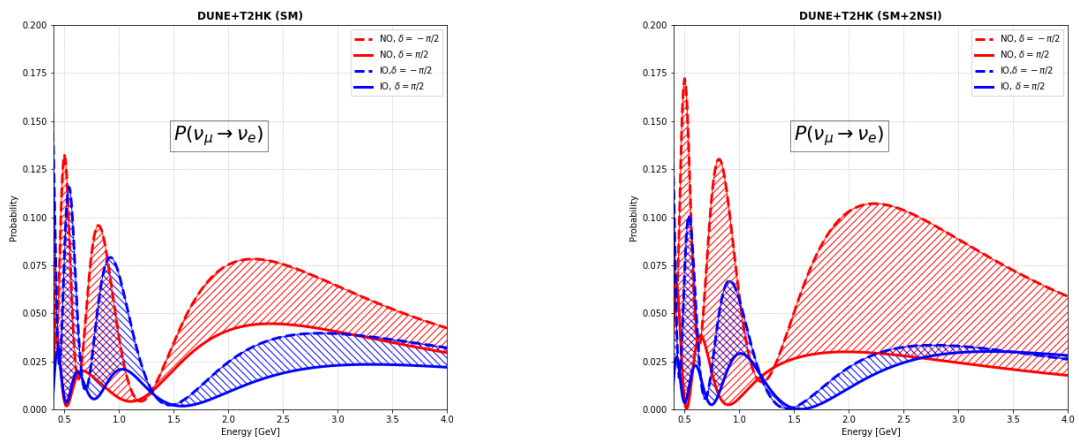 DUNE+T2HK (SM)
0.200
0.175
0.150
0.125
0.100
0.075
0.050
0.025
0.000
Probability
NO, δ = −π/2
NO, δ = π/2
IO,δ = −π/2
IO, δ = π/2
P(νμ → νe)
0.5 1.0 1.5 2.0 2.5 3.0 3.5 4.0
Energy [GeV]
DUNE+T2HK (SM+2NSI)
0.200
0.175
0.150
0.125
0.100
0.075
0.050
0.025
0.000
Probability
NO, δ = −π/2
NO, δ = π/2
IO,δ = −π/2
IO, δ = π/2
P(νμ → νe)
0.5 1.0 1.5 2.0 2.5 3.0 3.5 4.0
Energy [GeV]